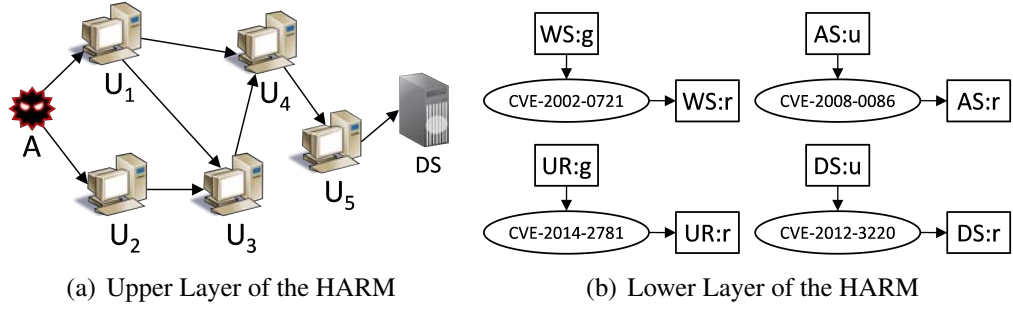 U1
U4
A
DS
U5
U2
U3
WS:g
CVE-2002-0721
WS:r
AS:u
CVE-2008-0086
AS:r
UR:g
CVE-2014-2781
UR:r
DS:u
CVE-2012-3220
DS:r
(a) Upper Layer of the HARM
(b) Lower Layer of the HARM